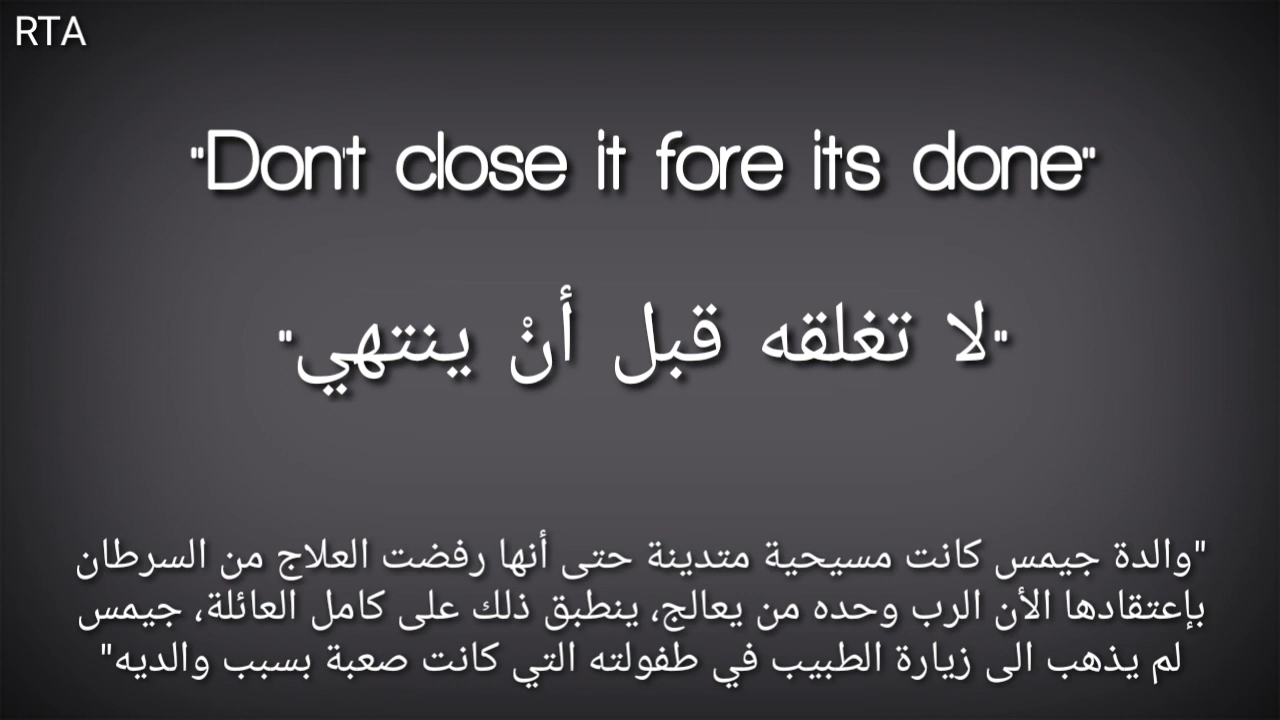 RTA
"Don't close it fore its done"
"لا تغلقه قبل أنْ ينتهي"
"والدة جيمس كانت مسيحية متدينة حتى أنها رفضت العلاج من السرطان
بإعتقادها الأن الرب وحده من يعالج، ينطبق ذلك على كامل العائلة، جيمس
لم يذهب الى زيارة الطبيب في طفولته التي كانت صعبة بسبب والديه"